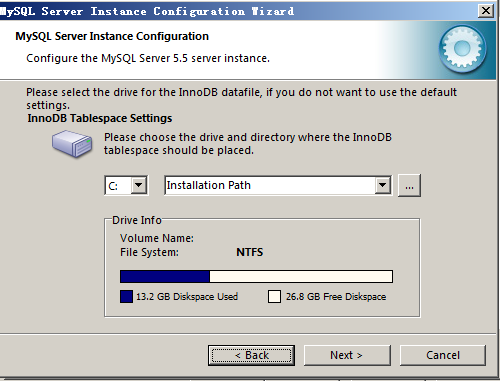 MySQL Server Instance Configuration Wizard
MySQL Server Instance Configuration
Configure the MySQL Server 5.5 server instance.
Please select the drive for the InnoDB datafile, if you do not want to use the default
settings.
InnoDB Tablespace Settings
Please choose the drive and directory where the InnoDB
tablespace should be placed.
C:
Installation Path
...
Drive Info
Volume Name:
File System: NTFS
13.2 GB Diskspace Used
26.8 GB Free Diskspace
< Back
Next >
Cancel